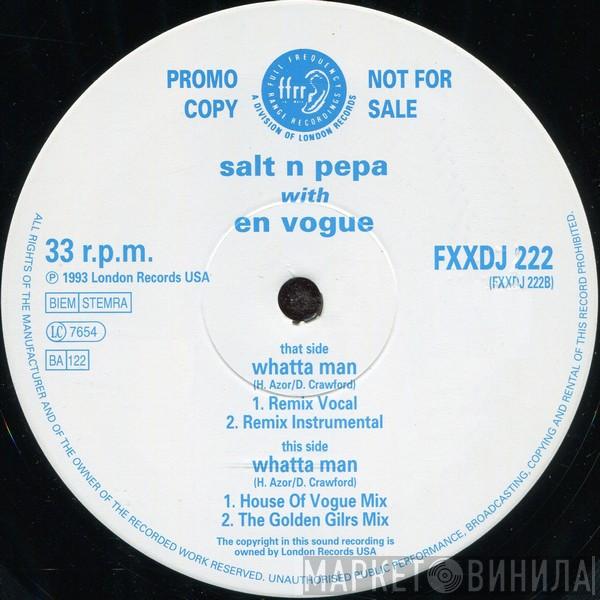 PROMO COPY
FULL FREQUENCY RANGE RECORDINGS
ffrr
A DIVISION OF LONDON RECORDS
NOT FOR SALE
salt n pepa
with
en vogue
33 r.p.m.
℗ 1993 London Records USA
BIEM STEMRA
LC 7654
BA 122
FXXDJ 222
(FXXDJ 222B)
that side
whatta man
(H. Azor/D. Crawford)
1. Remix Vocal
2. Remix Instrumental
this side
whatta man
(H. Azor/D. Crawford)
1. House Of Vogue Mix
2. The Golden Gilrs Mix
The copyright in this sound recording is
owned by London Records USA
ALL RIGHTS OF THE MANUFACTURER AND OF THE OWNER OF THE RECORDED WORK RESERVED. UNAUTHORISED PUBLIC PERFORMANCE, BROADCASTING, COPYING AND RENTAL OF THIS RECORD PROHIBITED.
МАРКЕТОВИНИЛА